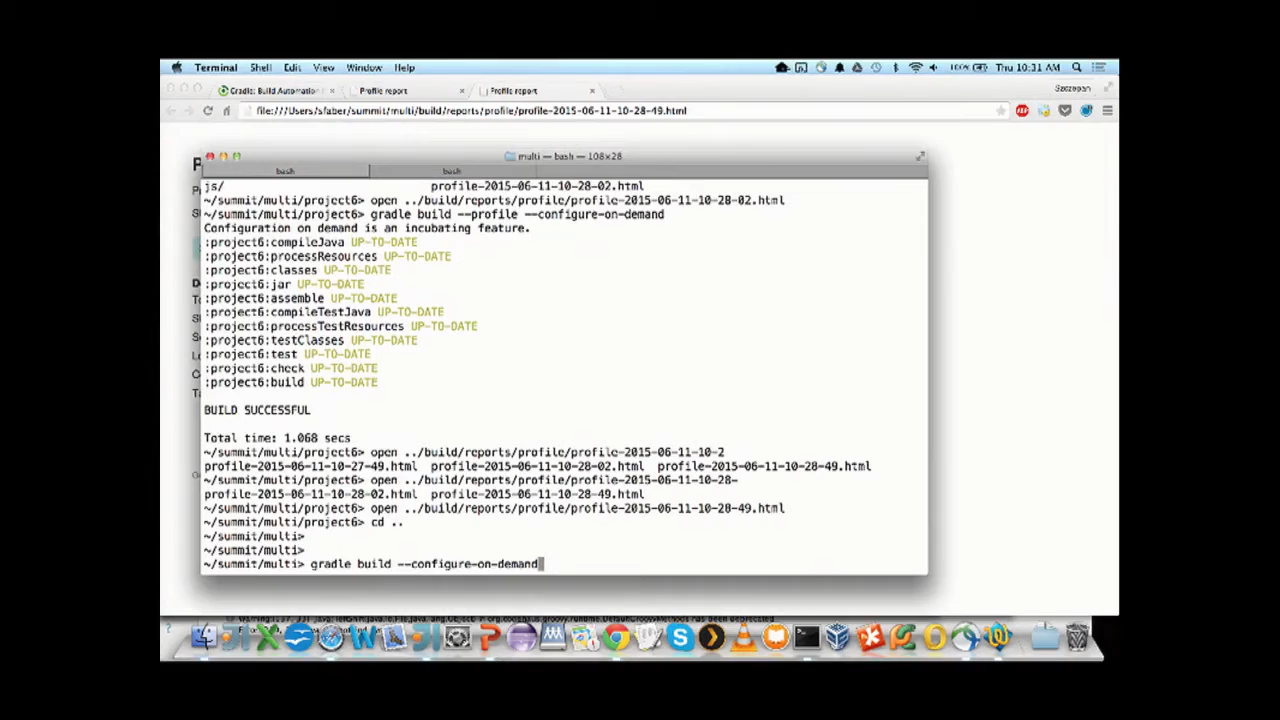 Terminal Shell Edit View Window Help 100% Thu 10:31 AM
Gradle: Build Automation Profile report Profile report Szczepan
file:///Users/sfaber/summit/multi/build/reports/profile/profile-2015-06-11-10-28-49.html
multi — bash — 108×28
bash bash
js/ profile-2015-06-11-10-28-02.html
~/summit/multi/project6> open ../build/reports/profile/profile-2015-06-11-10-28-02.html
~/summit/multi/project6> gradle build --profile --configure-on-demand
Configuration on demand is an incubating feature.
:project6:compileJava UP-TO-DATE
:project6:processResources UP-TO-DATE
:project6:classes UP-TO-DATE
:project6:jar UP-TO-DATE
:project6:assemble UP-TO-DATE
:project6:compileTestJava UP-TO-DATE
:project6:processTestResources UP-TO-DATE
:project6:testClasses UP-TO-DATE
:project6:test UP-TO-DATE
:project6:check UP-TO-DATE
:project6:build UP-TO-DATE
BUILD SUCCESSFUL
Total time: 1.068 secs
~/summit/multi/project6> open ../build/reports/profile/profile-2015-06-11-10-2
profile-2015-06-11-10-27-49.html profile-2015-06-11-10-28-02.html profile-2015-06-11-10-28-49.html
~/summit/multi/project6> open ../build/reports/profile/profile-2015-06-11-10-28-
profile-2015-06-11-10-28-02.html profile-2015-06-11-10-28-49.html
~/summit/multi/project6> open ../build/reports/profile/profile-2015-06-11-10-28-49.html
~/summit/multi/project6> cd ..
~/summit/multi>
~/summit/multi>
~/summit/multi> gradle build --configure-on-demand